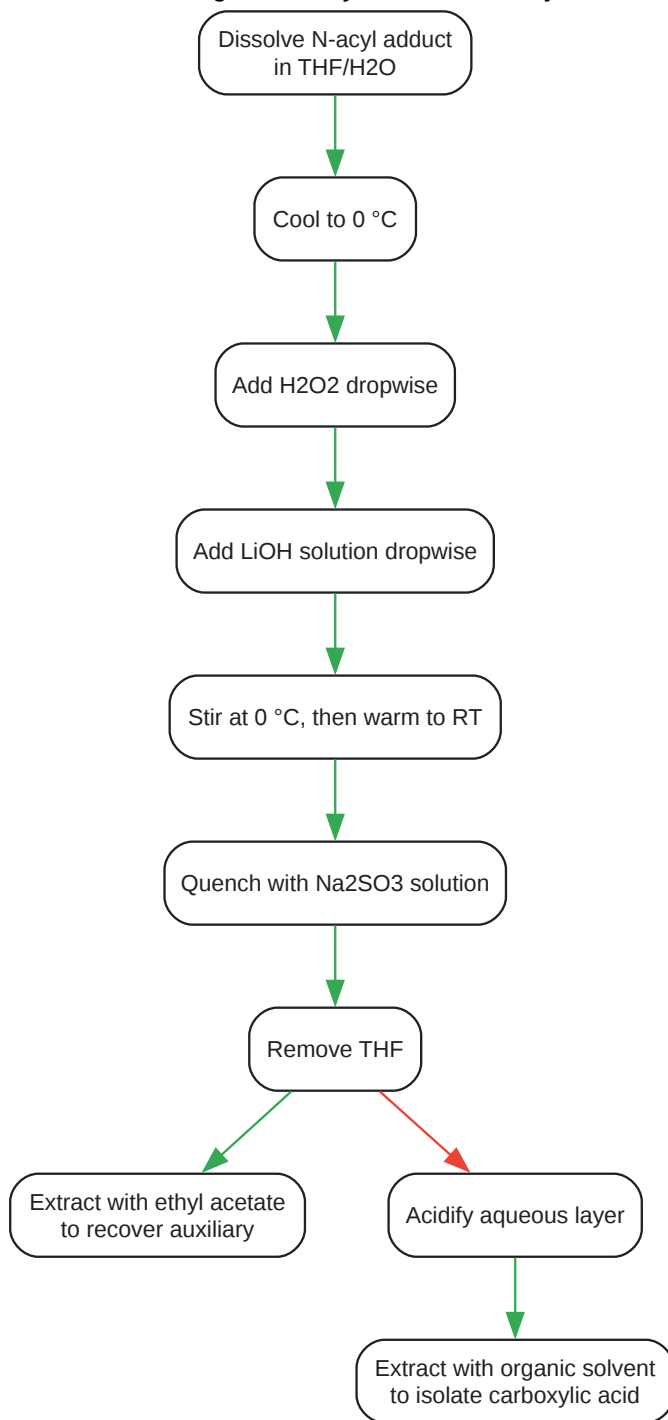 Dissolve N-acyl adduct
in THF/H2O
Cool to 0 °C
Add H2O2 dropwise
Add LiOH solution dropwise
Stir at 0 °C, then warm to RT
Quench with Na2SO3 solution
Remove THF
Extract with ethyl acetate
to recover auxiliary
Acidify aqueous layer
Extract with organic solvent
to isolate carboxylic acid